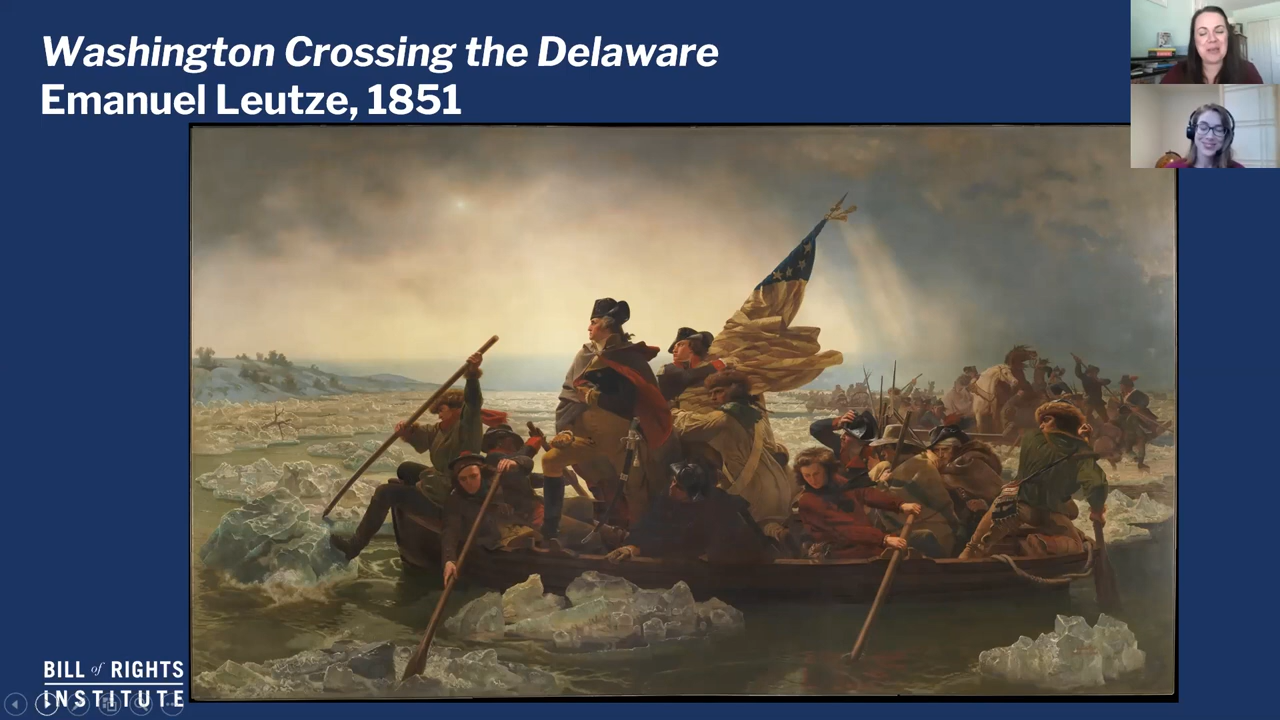 Washington Crossing the Delaware
Emanuel Leutze, 1851
BILL of RIGHTS
INSTITUTE